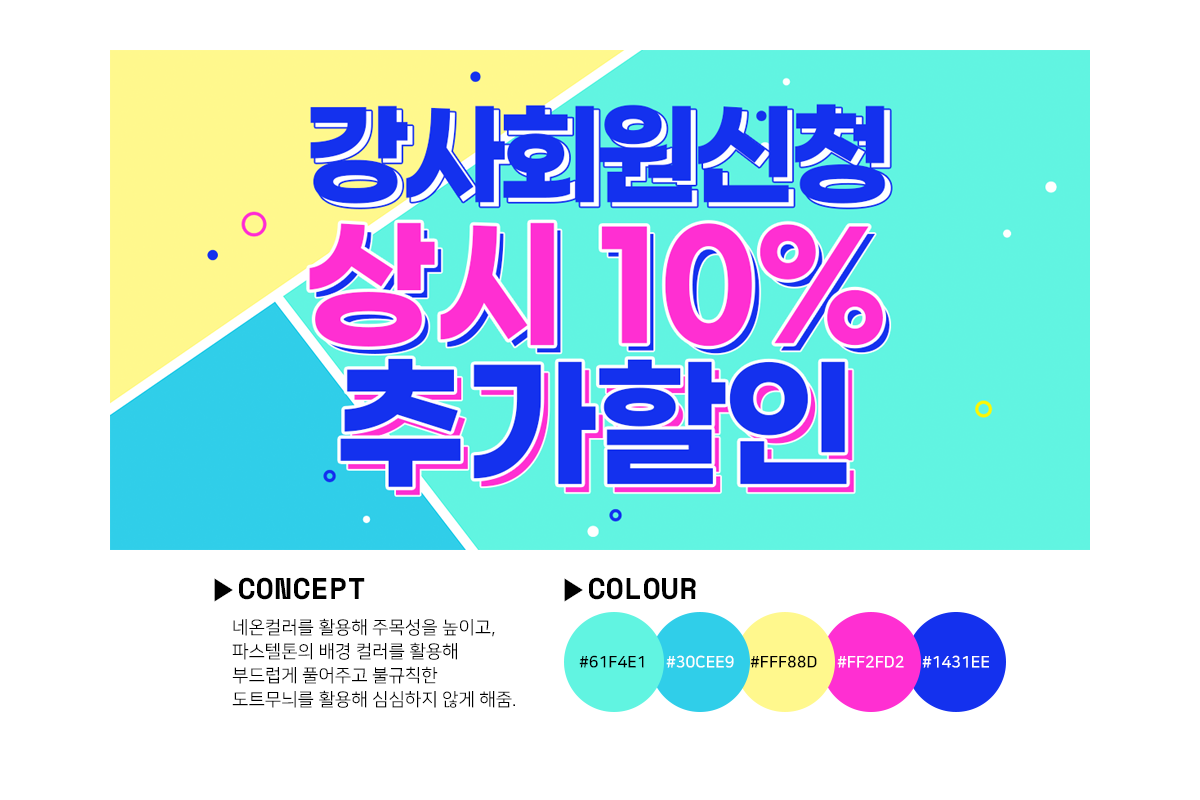 강사회원신청
상시 10%
추가할인
▶CONCEPT
네온컬러를 활용해 주목성을 높이고,
파스텔톤의 배경 컬러를 활용해
부드럽게 풀어주고 불규칙한
도트무늬를 활용해 심심하지 않게 해줌.
▶COLOUR
#61F4E1 #30CEE9 #FFF88D #FF2FD2 #1431EE